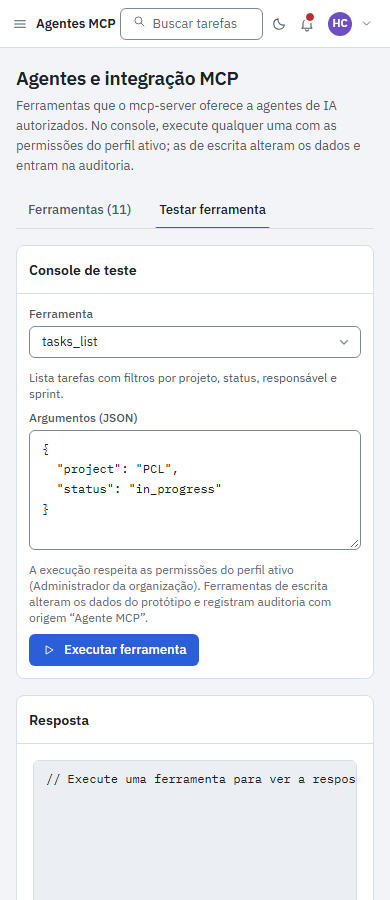 Agentes MCP
Buscar tarefas
HC
Agentes e integração MCP
Ferramentas que o mcp-server oferece a agentes de IA
autorizados. No console, execute qualquer uma com as
permissões do perfil ativo; as de escrita alteram os dados e
entram na auditoria.
Ferramentas (11)
Testar ferramenta
Console de teste
Ferramenta
tasks_list
Lista tarefas com filtros por projeto, status, responsável e
sprint.
Argumentos (JSON)
{
  "project": "PCL",
  "status": "in_progress"
}
A execução respeita as permissões do perfil ativo
(Administrador da organização). Ferramentas de escrita
alteram os dados do protótipo e registram auditoria com
origem “Agente MCP”.
Executar ferramenta
Resposta
// Execute uma ferramenta para ver a respos